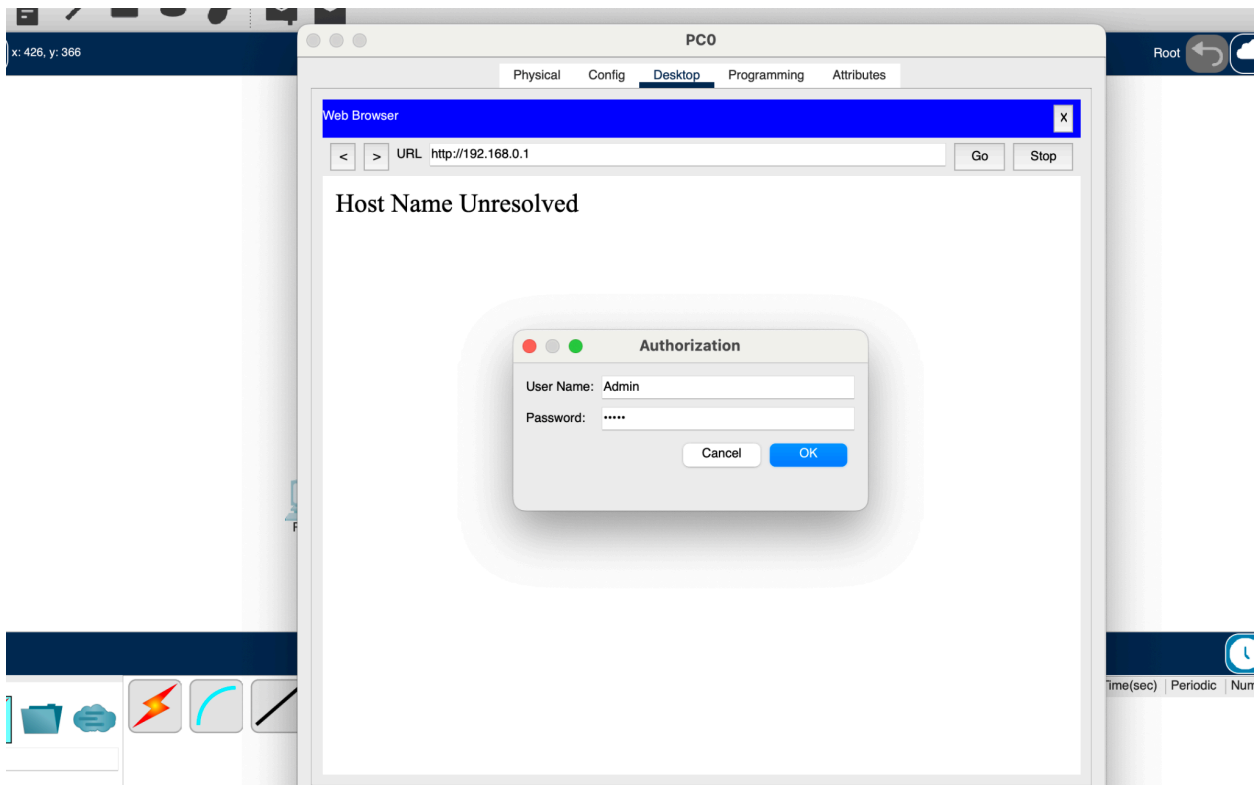 x: 426, y: 366
PC0
Root
Physical Config Desktop Programming Attributes
Web Browser
X
< > URL http://192.168.0.1 Go Stop
Host Name Unresolved
Authorization
User Name: Admin
Password: •••••
Cancel OK
Time(sec) Periodic Num